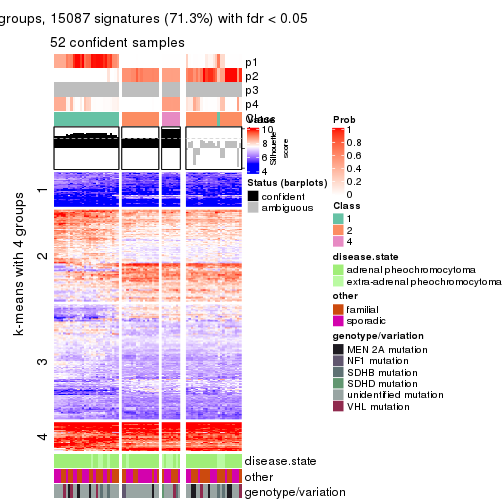 groups, 15087 signatures (71.3%) with fdr < 0.05
52 confident samples
p1
p2
p3
p4
Class
Value
10
8
6
4
Silhouette
score
Status (barplots)
confident
ambiguous
Prob
1
0.8
0.6
0.4
0.2
0
Class
1
2
4
disease.state
adrenal pheochromocytoma
extra-adrenal pheochromocytoma
other
familial
sporadic
genotype/variation
MEN 2A mutation
NF1 mutation
SDHB mutation
SDHD mutation
unidentified mutation
VHL mutation
k-means with 4 groups
1
2
3
4
disease.state
other
genotype/variation